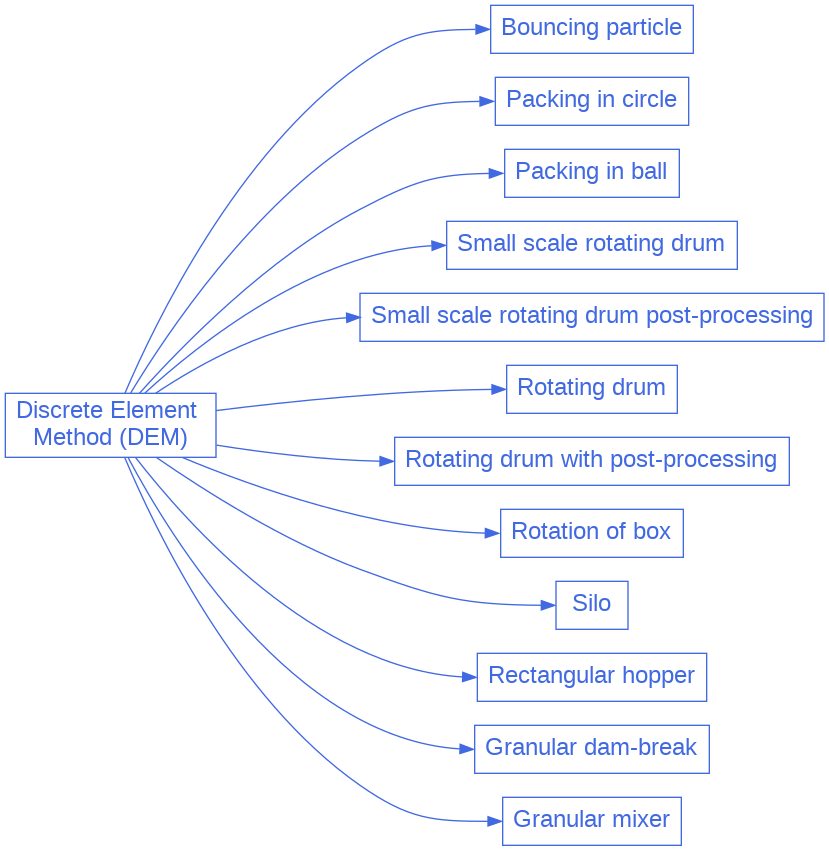 Bouncing particle
Packing in circle
Packing in ball
Small scale rotating drum
Small scale rotating drum post-processing
Rotating drum
Discrete Element
Method (DEM)
Rotating drum with post-processing
Rotation of box
Silo
Rectangular hopper
Granular dam-break
Granular mixer